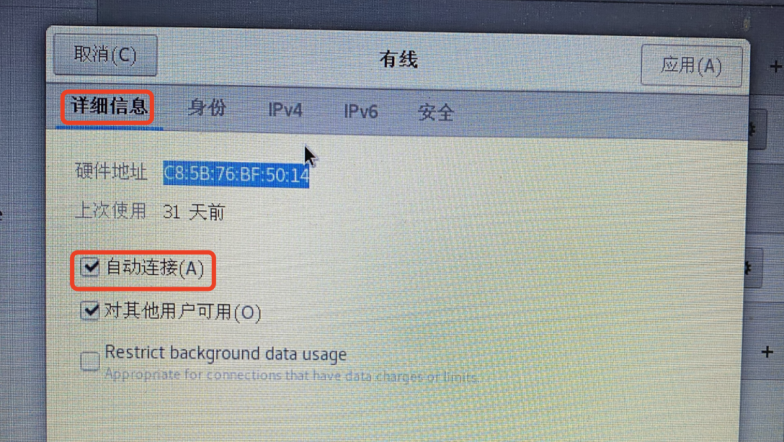 取消(C) 有线 应用(A)
详细信息 身份 IPv4 IPv6 安全
硬件地址 C8:5B:76:BF:50:14
上次使用 31 天前
自动连接(A)
对其他用户可用(O)
Restrict background data usage
Appropriate for connections that have data charges or limits.